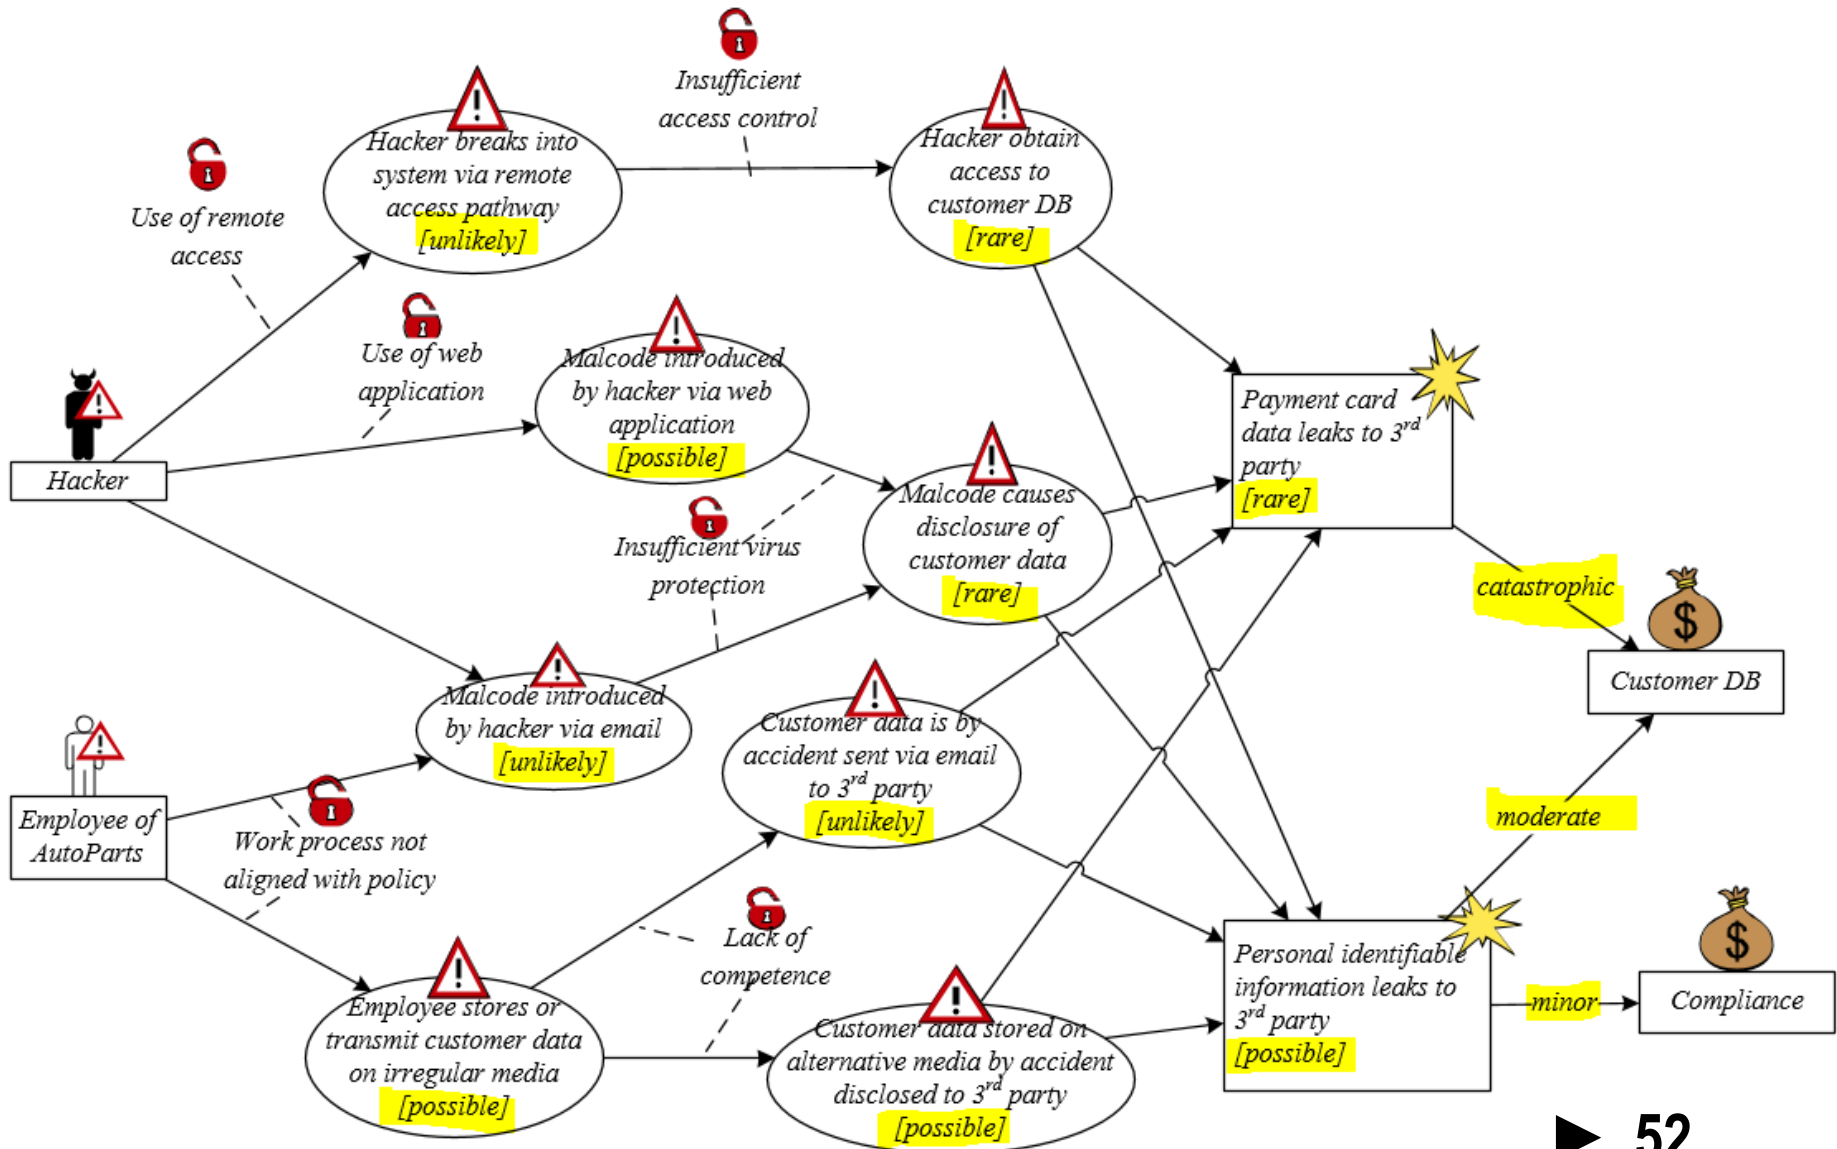 Insufficient
access control
Hacker breaks into
system via remote
access pathway
[unlikely]
Hacker obtain
access to
customer DB
[rare]
Use of remote
access
Use of web
application
Malcode introduced
by hacker via web
application
[possible]
Hacker
Payment card
data leaks to 3rd
party
[rare]
Malcode causes
disclosure of
customer data
[rare]
Insufficient virus
protection
catastrophic
Customer DB
Malcode introduced
by hacker via email
[unlikely]
Customer data is by
accident sent via email
to 3rd party
[unlikely]
Employee of
AutoParts
Work process not
aligned with policy
moderate
Lack of
competence
Personal identifiable
information leaks to
3rd party
[possible]
minor
Compliance
Employee stores or
transmit customer data
on irregular media
[possible]
Customer data stored on
alternative media by accident
disclosed to 3rd party
[possible]
52